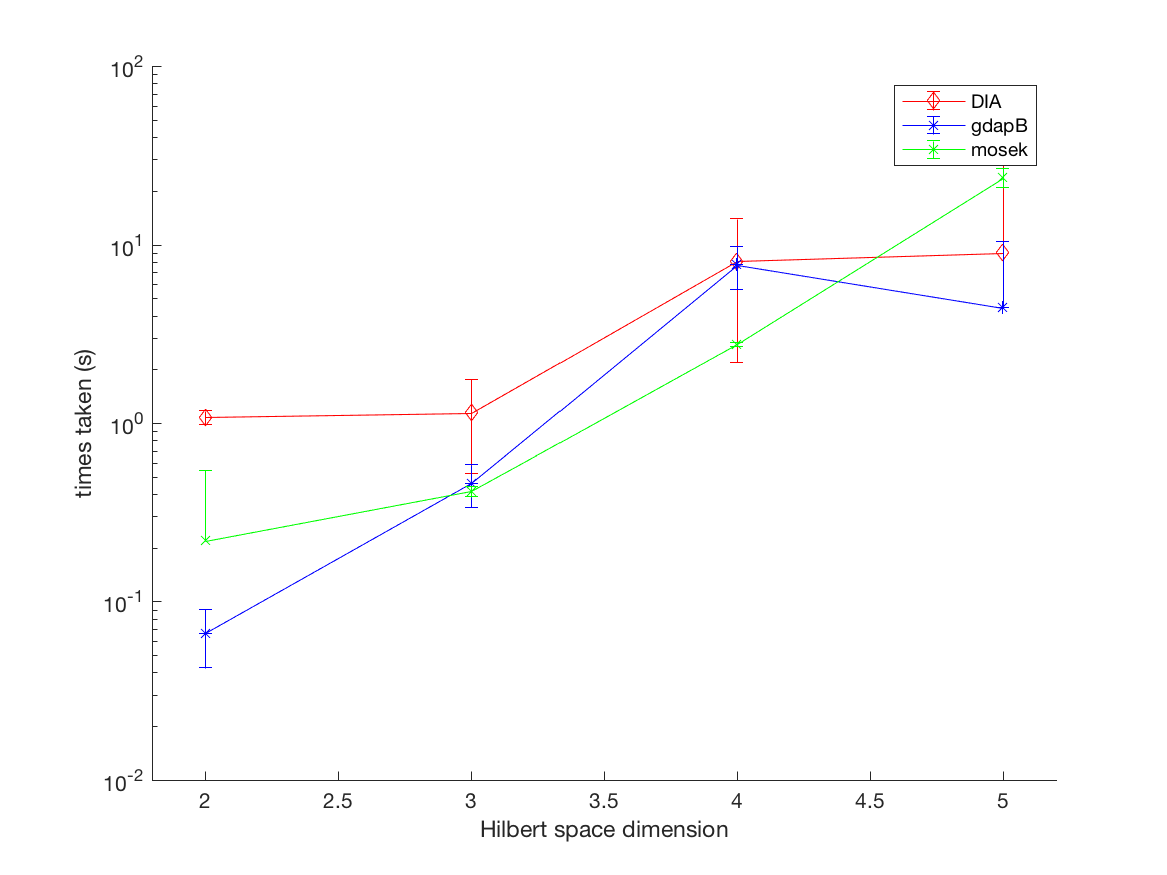 10^2
10^1
10^0
10^-1
10^-2
times taken (s)
DIA
gdapB
mosek
2
2.5
3
3.5
4
4.5
5
Hilbert space dimension